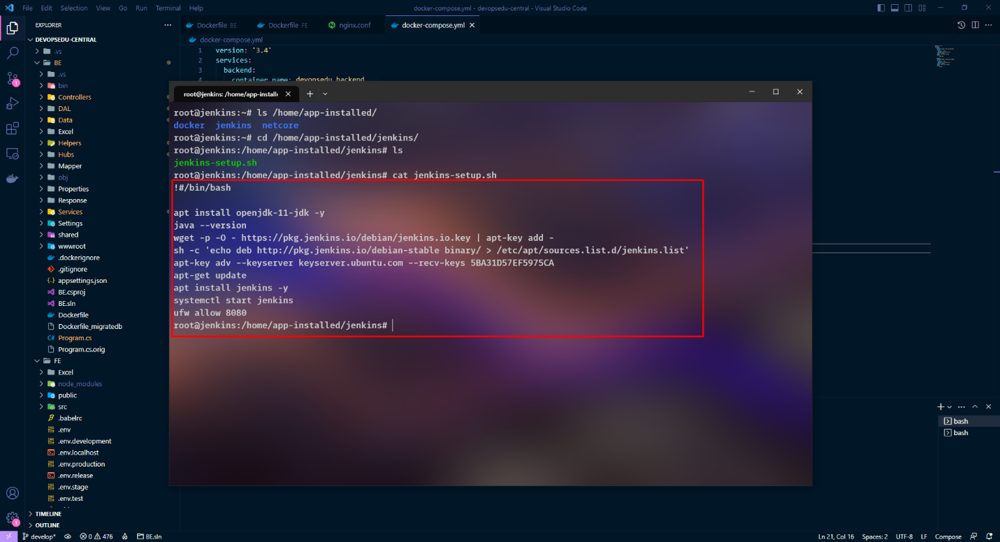 File Edit Selection View Go Run Terminal Help
docker-compose.yml - devopsedu-central - Visual Studio Code
EXPLORER
DEVOPSEDU-CENTRAL
.vs
BE
.vs
bin
Controllers
DAL
Data
Excel
Helpers
Hubs
Mapper
obj
Properties
Response
Services
Settings
shared
wwwroot
.dockerignore
.gitignore
appsettings.json
BE.csproj
BE.sln
Dockerfile
Dockerfile_migratedb
Program.cs
Program.cs.orig
FE
Excel
node_modules
public
src
.babelrc
.env
.env.development
.env.localhost
.env.production
.env.release
.env.stage
.env.test
TIMELINE
OUTLINE
Dockerfile BE
Dockerfile FE
nginx.conf
docker-compose.yml
docker-compose.yml
1 version: '3.4'
2 services:
3 backend:
4 container_name: devopsedu_backend
root@jenkins: /home/app-installe
root@jenkins:~# ls /home/app-installed/
docker jenkins netcore
root@jenkins:~# cd /home/app-installed/jenkins/
root@jenkins:/home/app-installed/jenkins# ls
jenkins-setup.sh
root@jenkins:/home/app-installed/jenkins# cat jenkins-setup.sh
!#/bin/bash
apt install openjdk-11-jdk -y
java --version
wget -p -O - https://pkg.jenkins.io/debian/jenkins.io.key | apt-key add -
sh -c 'echo deb http://pkg.jenkins.io/debian-stable binary/ > /etc/apt/sources.list.d/jenkins.list'
apt-key adv --keyserver keyserver.ubuntu.com --recv-keys 5BA31D57EF5975CA
apt-get update
apt install jenkins -y
systemctl start jenkins
ufw allow 8080
root@jenkins:/home/app-installed/jenkins#
bash
bash
1
1
develop* 0 476 BE.sln
Ln 21, Col 16 Spaces: 2 UTF-8 LF Compose